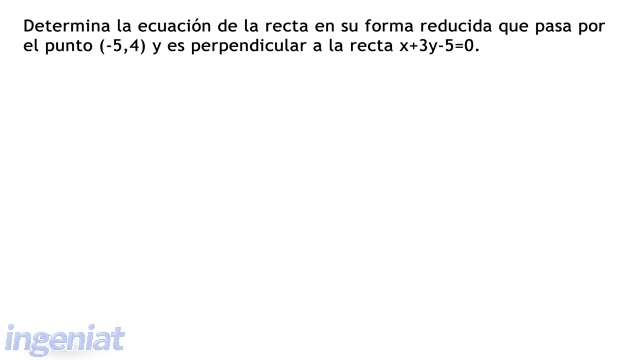 Determina la ecuación de la recta en su forma reducida que pasa por
el punto (-5,4) y es perpendicular a la recta x+3y-5=0.
ingeniat